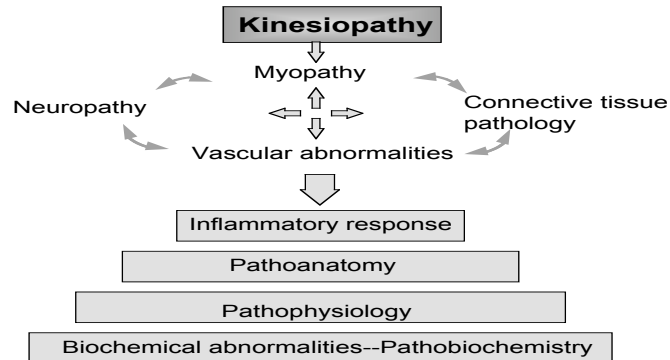 Kinesiopathy
Myopathy
Neuropathy
Connective tissue
pathology
Vascular abnormalities
Inflammatory response
Pathoanatomy
Pathophysiology
Biochemical abnormalities--Pathobiochemistry